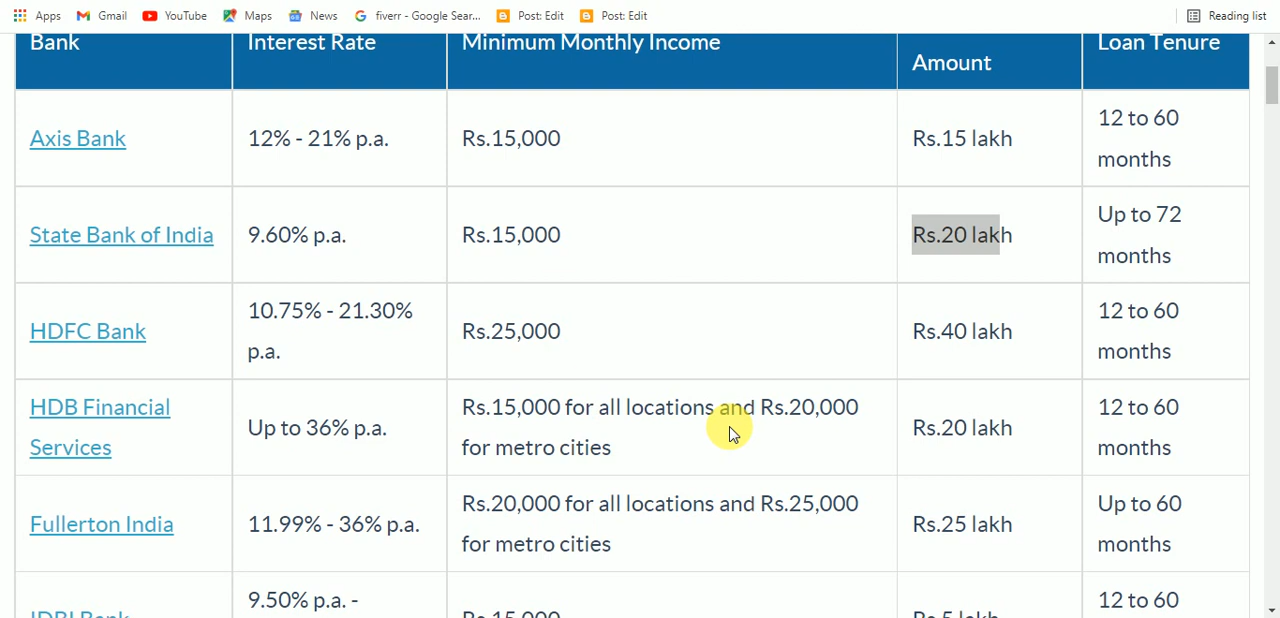 Apps Gmail YouTube Maps News fiverr - Google Sear... Post: Edit Post: Edit Reading list
Bank Interest Rate Minimum Monthly Income Amount Loan Tenure
Axis Bank 12% - 21% p.a. Rs.15,000 Rs.15 lakh 12 to 60
months
State Bank of India 9.60% p.a. Rs.15,000 Rs.20 lakh Up to 72
months
HDFC Bank 10.75% - 21.30% Rs.25,000 Rs.40 lakh 12 to 60
p.a. months
HDB Financial Up to 36% p.a. Rs.15,000 for all locations and Rs.20,000 Rs.20 lakh 12 to 60
Services for metro cities months
Fullerton India 11.99% - 36% p.a. Rs.20,000 for all locations and Rs.25,000 Rs.25 lakh Up to 60
for metro cities months
IDBI Bank 9.50% p.a. - Rs.15,000 Rs.5 lakh 12 to 60